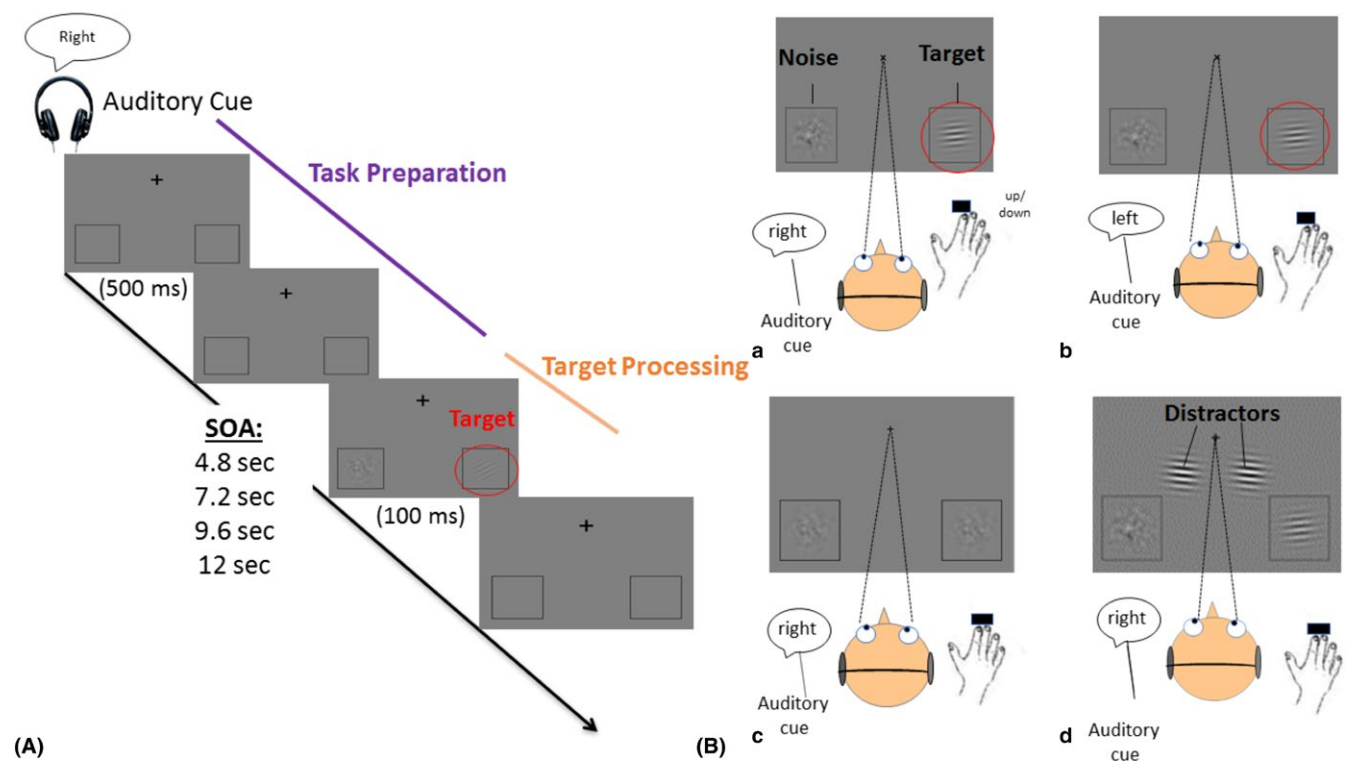 Right
Auditory Cue
Task Preparation
(500 ms)
Target Processing
Target
SOA:
4.8 sec
7.2 sec
9.6 sec
12 sec
(100 ms)
(A)
Noise
Target
up/
down
right
Auditory
cue
a
left
Auditory
cue
b
right
Auditory
cue
c
Distractors
right
Auditory
cue
d
(B)